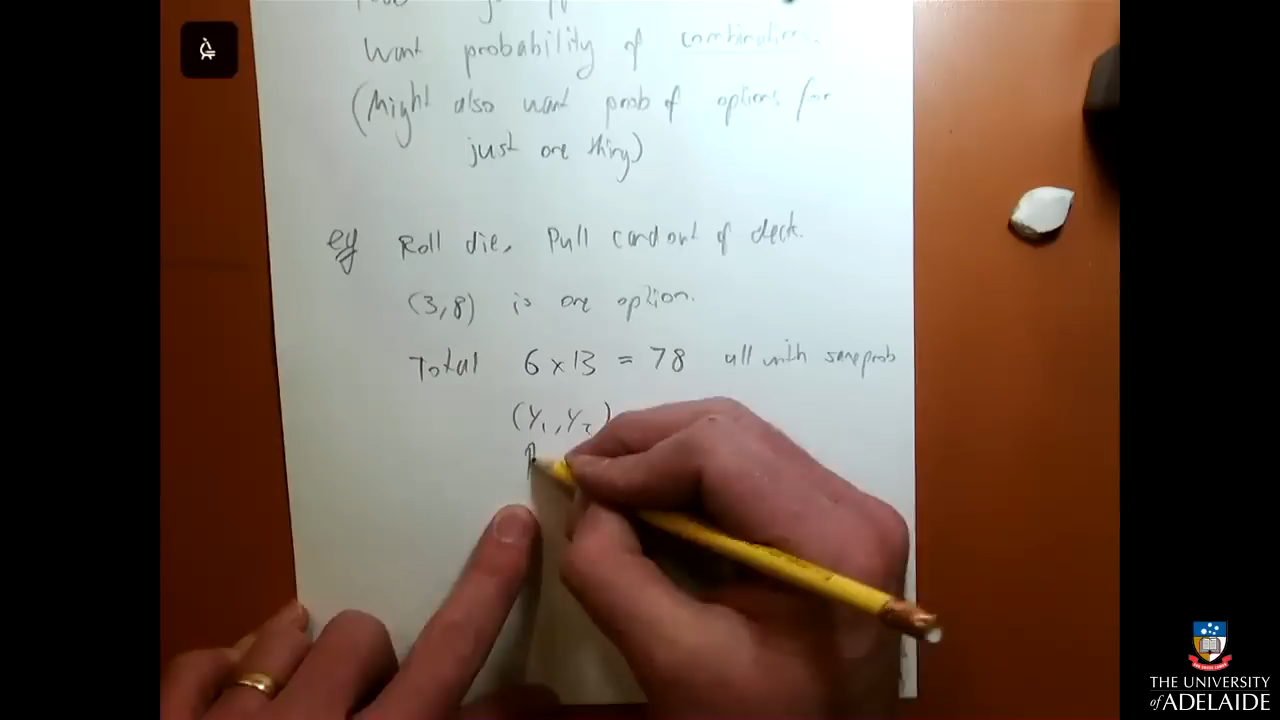 Want probability of combination.
(Might also want prob of options for
just one thing)
eg Roll die, Pull card out of deck.
(3,8) is one option.
Total 6 x 13 = 78 all with same prob
(Y₁, Y₂)
THE UNIVERSITY
of ADELAIDE